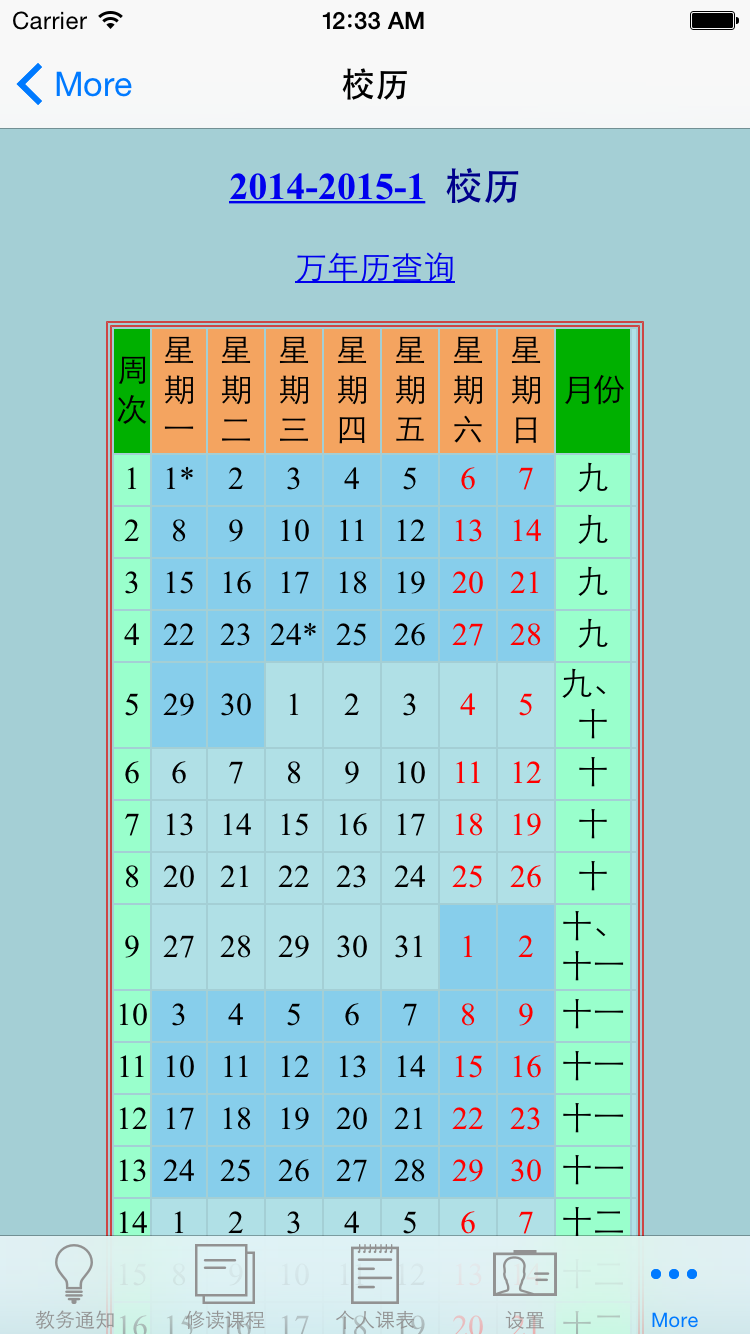 Carrier 12:33 AM
More 校历
2014-2015-1 校历
万年历查询
周次 星期一 星期二 星期三 星期四 星期五 星期六 星期日 月份
1 1* 2 3 4 5 6 7 九
2 8 9 10 11 12 13 14 九
3 15 16 17 18 19 20 21 九
4 22 23 24* 25 26 27 28 九
5 29 30 1 2 3 4 5 九、十
6 6 7 8 9 10 11 12 十
7 13 14 15 16 17 18 19 十
8 20 21 22 23 24 25 26 十
9 27 28 29 30 31 1 2 十、十一
10 3 4 5 6 7 8 9 十一
11 10 11 12 13 14 15 16 十一
12 17 18 19 20 21 22 23 十一
13 24 25 26 27 28 29 30 十一
14 1 2 3 4 5 6 7 十二
15 8 9 10 12 13 十二
16 17 18 19 20
教务通知 修读课程 个人课表 设置 More